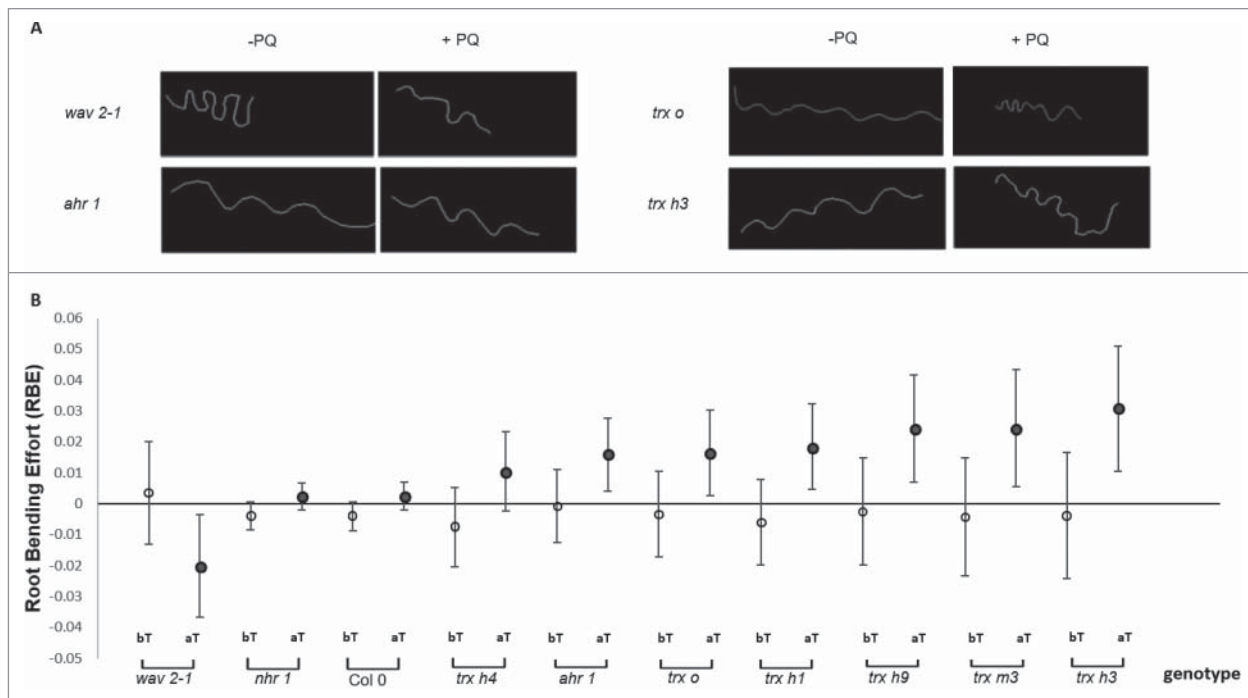 A
-PQ + PQ -PQ + PQ
wav 2-1 trx o
ahr 1 trx h3
B
0.06
0.05
0.04
0.03
0.02
0.01
0
-0.01
-0.02
-0.03
-0.04
-0.05
Root Bending Effort (RBE)
bT aT bT aT bT aT bT aT bT aT bT aT bT aT bT aT bT aT bT aT
wav 2-1 nhr 1 Col 0 trx h4 ahr 1 trx o trx h1 trx h9 trx m3 trx h3 genotype